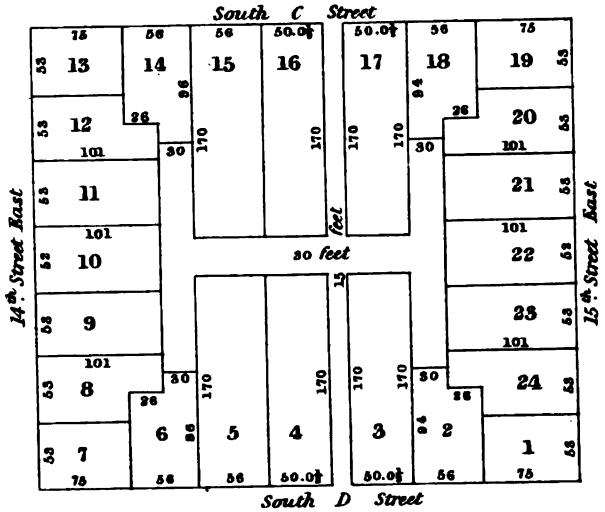 South C Street
75 56 56 50.0½ 50.0½ 56 75
53 13 14 15 16 17 18 19 53
96 94
53 12 26 26 20 53
101 30 170 170 170 170 30 101
53 11 21 53
14th. Street East
15th. Street East
101 feet 101
52 10 30 feet 22 52
15
53 9 23 53
101 101
53 8 30 170 170 170 170 30 24 53
26 26
6 96 5 4 3 94 2
53 7 1 53
75 56 56 50.0½ 50.0½ 56 75
South D Street